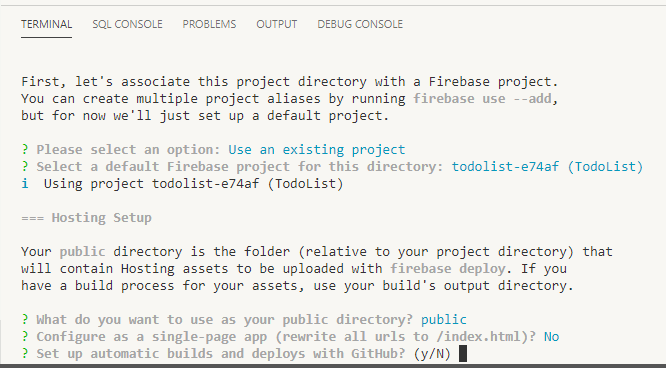 TERMINAL SQL CONSOLE PROBLEMS OUTPUT DEBUG CONSOLE
First, let's associate this project directory with a Firebase project.
You can create multiple project aliases by running firebase use --add,
but for now we'll just set up a default project.
? Please select an option: Use an existing project
? Select a default Firebase project for this directory: todolist-e74af (TodoList)
i  Using project todolist-e74af (TodoList)
=== Hosting Setup
Your public directory is the folder (relative to your project directory) that
will contain Hosting assets to be uploaded with firebase deploy. If you
have a build process for your assets, use your build's output directory.
? What do you want to use as your public directory? public
? Configure as a single-page app (rewrite all urls to /index.html)? No
? Set up automatic builds and deploys with GitHub? (y/N)